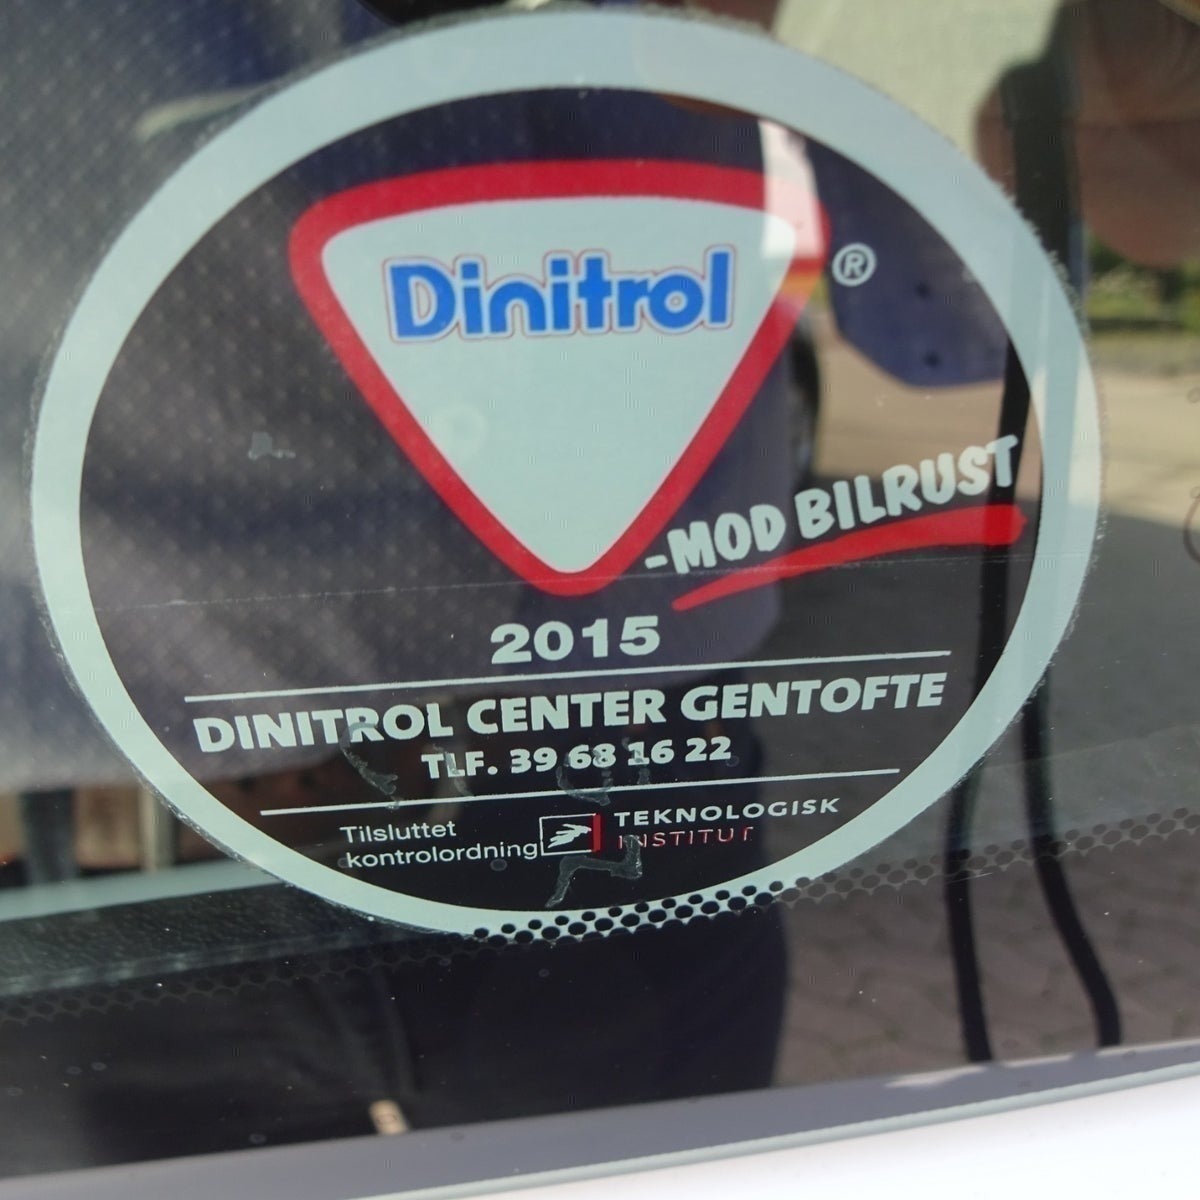 Dinitrol ®
-MOD BILRUST
2015
DINITROL CENTER GENTOFTE
TLF. 39 68 16 22
Tilsluttet
kontrolordning
TEKNOLOGISK
INSTITUT